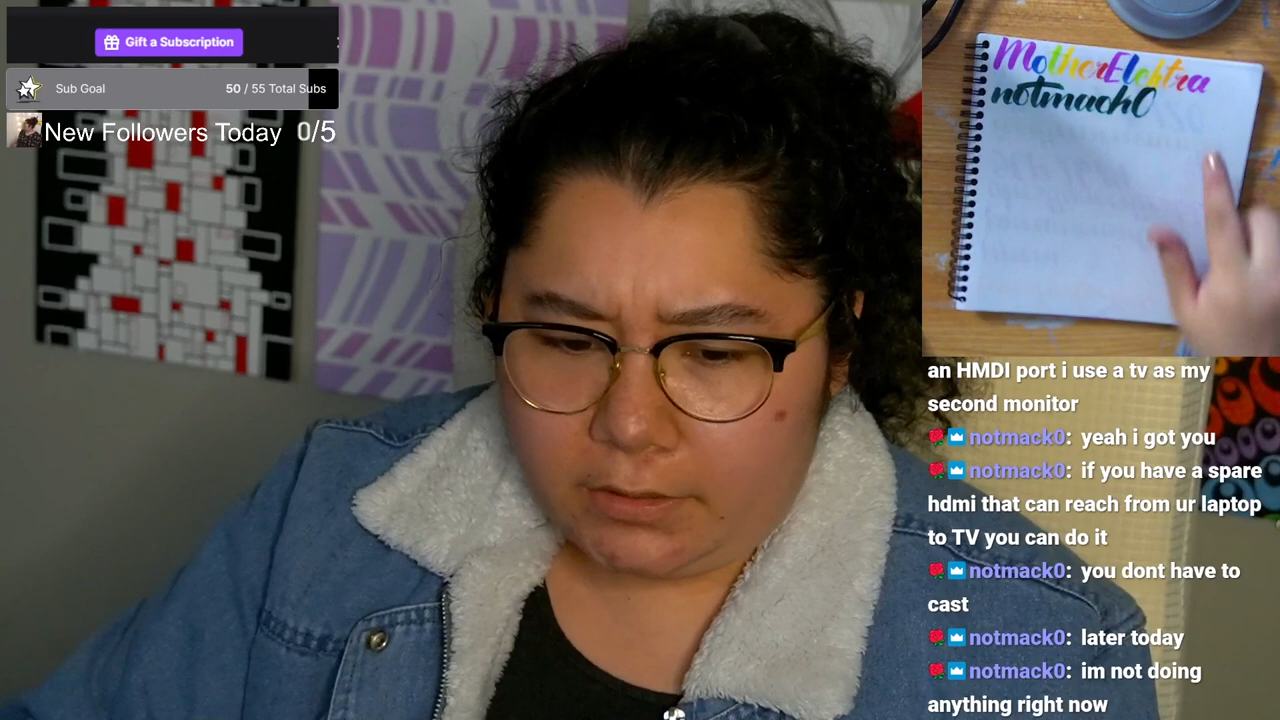 Gift a Subscription
Sub Goal
50 / 55 Total Subs
New Followers Today 0/5
MotherElektra
notmack0
an HMDI port i use a tv as my
second monitor
notmack0: yeah i got you
notmack0: if you have a spare
hdmi that can reach from ur laptop
to TV you can do it
notmack0: you dont have to
cast
notmack0: later today
notmack0: im not doing
anything right now